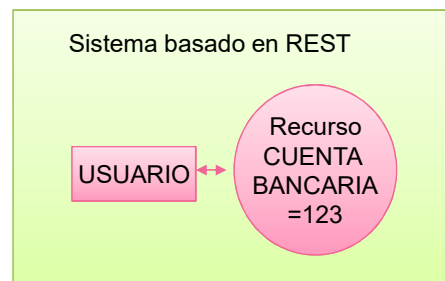 Sistema basado en REST
USUARIO
Recurso
CUENTA
BANCARIA
=123